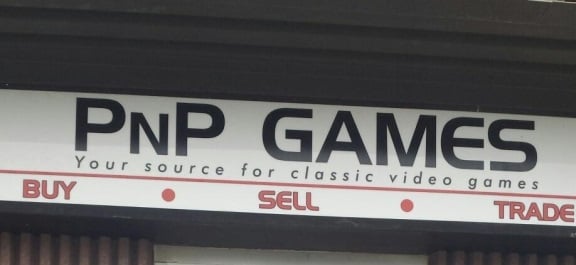 PNP GAMES
Your source for classic video games
BUY • SELL • TRADE